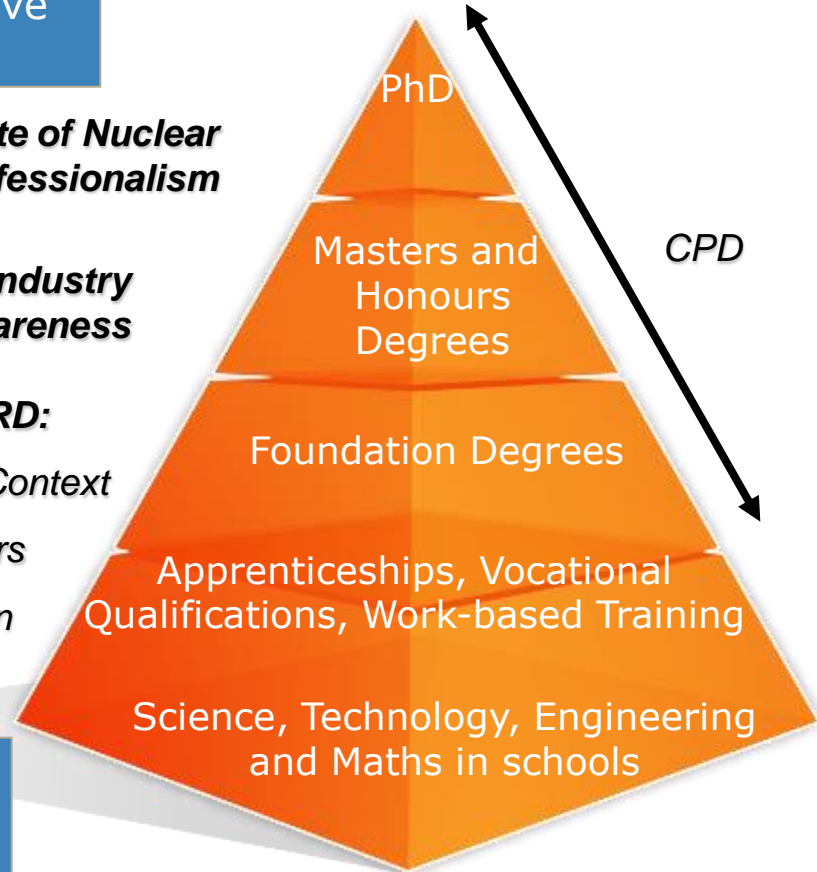 ve
te of Nuclear
fessionalism
ndustry
areness
RD:
Context
rs
n
PhD
Masters and
Honours
Degrees
Foundation Degrees
Apprenticeships, Vocational
Qualifications, Work-based Training
Science, Technology, Engineering
and Maths in schools
CPD